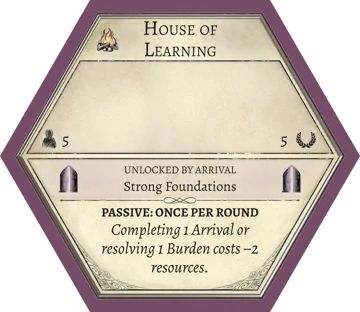 House of
Learning
5
5
UNLOCKED BY ARRIVAL
Strong Foundations
PASSIVE: ONCE PER ROUND
Completing 1 Arrival or
resolving 1 Burden costs –2
resources.